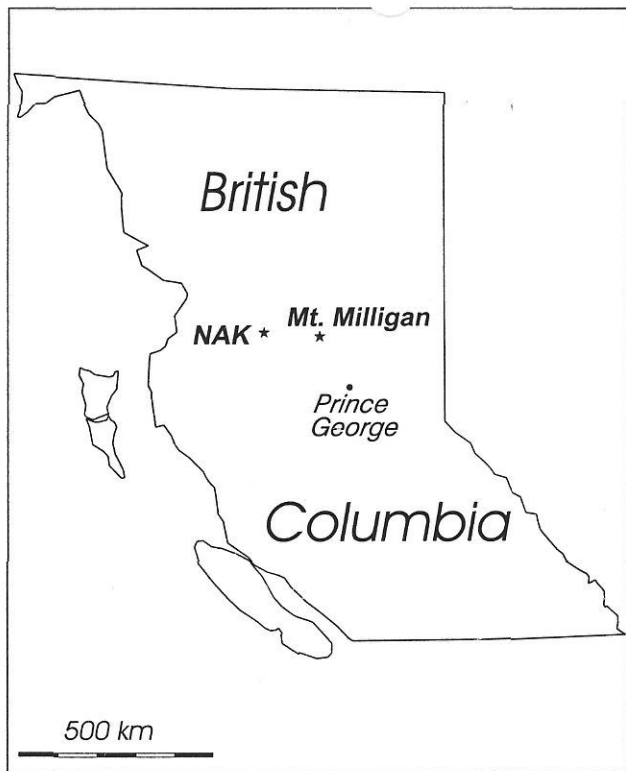 British
Mt. Milligan
NAK
Prince
George
Columbia
500 km